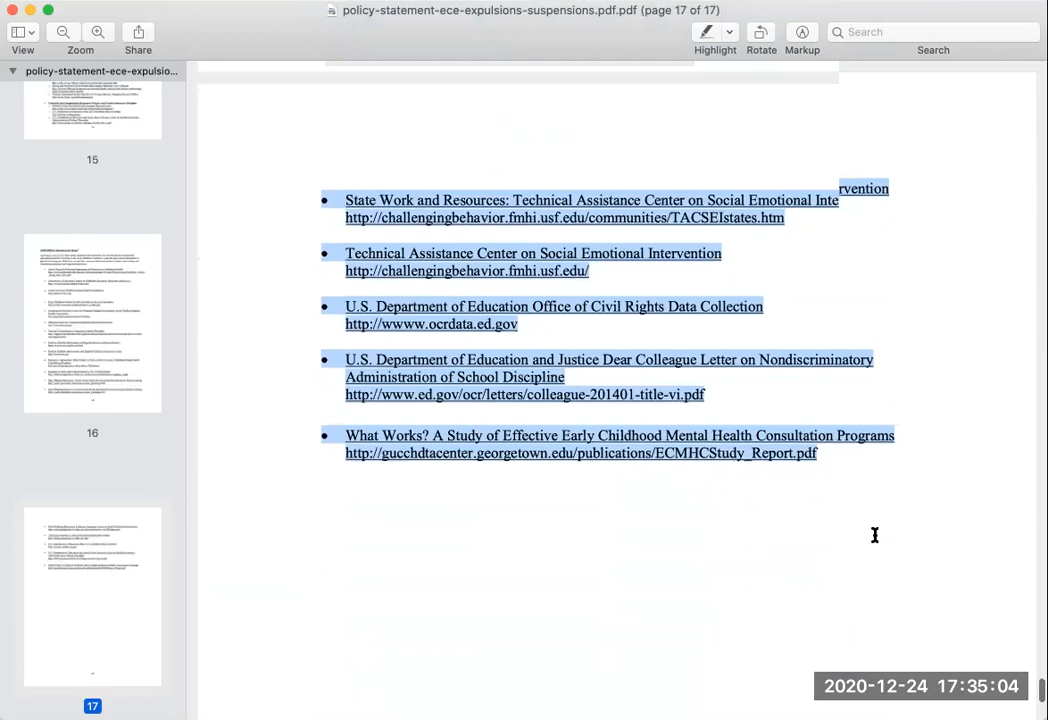 policy-statement-ece-expulsions-suspensions.pdf.pdf (page 17 of 17)
View
Zoom
Share
Highlight
Rotate
Markup
Search
Search
policy-statement-ece-expulsio...
15
16
17
State Work and Resources: Technical Assistance Center on Social Emotional Intervention
http://challengingbehavior.fmhi.usf.edu/communities/TACSEIstates.htm
Technical Assistance Center on Social Emotional Intervention
http://challengingbehavior.fmhi.usf.edu/
U.S. Department of Education Office of Civil Rights Data Collection
http://wwww.ocrdata.ed.gov
U.S. Department of Education and Justice Dear Colleague Letter on Nondiscriminatory
Administration of School Discipline
http://www.ed.gov/ocr/letters/colleague-201401-title-vi.pdf
What Works? A Study of Effective Early Childhood Mental Health Consultation Programs
http://gucchdtacenter.georgetown.edu/publications/ECMHCStudy_Report.pdf
2020-12-24 17:35:04